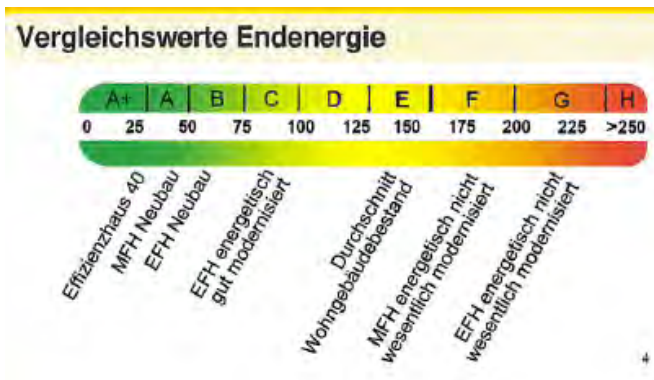 Vergleichswerte Endenergie
A+ A B C D E F G H
0 25 50 75 100 125 150 175 200 225 >250
Effizienzhaus 40
MFH Neubau
EFH Neubau
EFH energetisch
gut modernisiert
Durchschnitt
Wohngebäudebestand
MFH energetisch nicht
wesentlich modernisiert
EFH energetisch nicht
wesentlich modernisiert
4